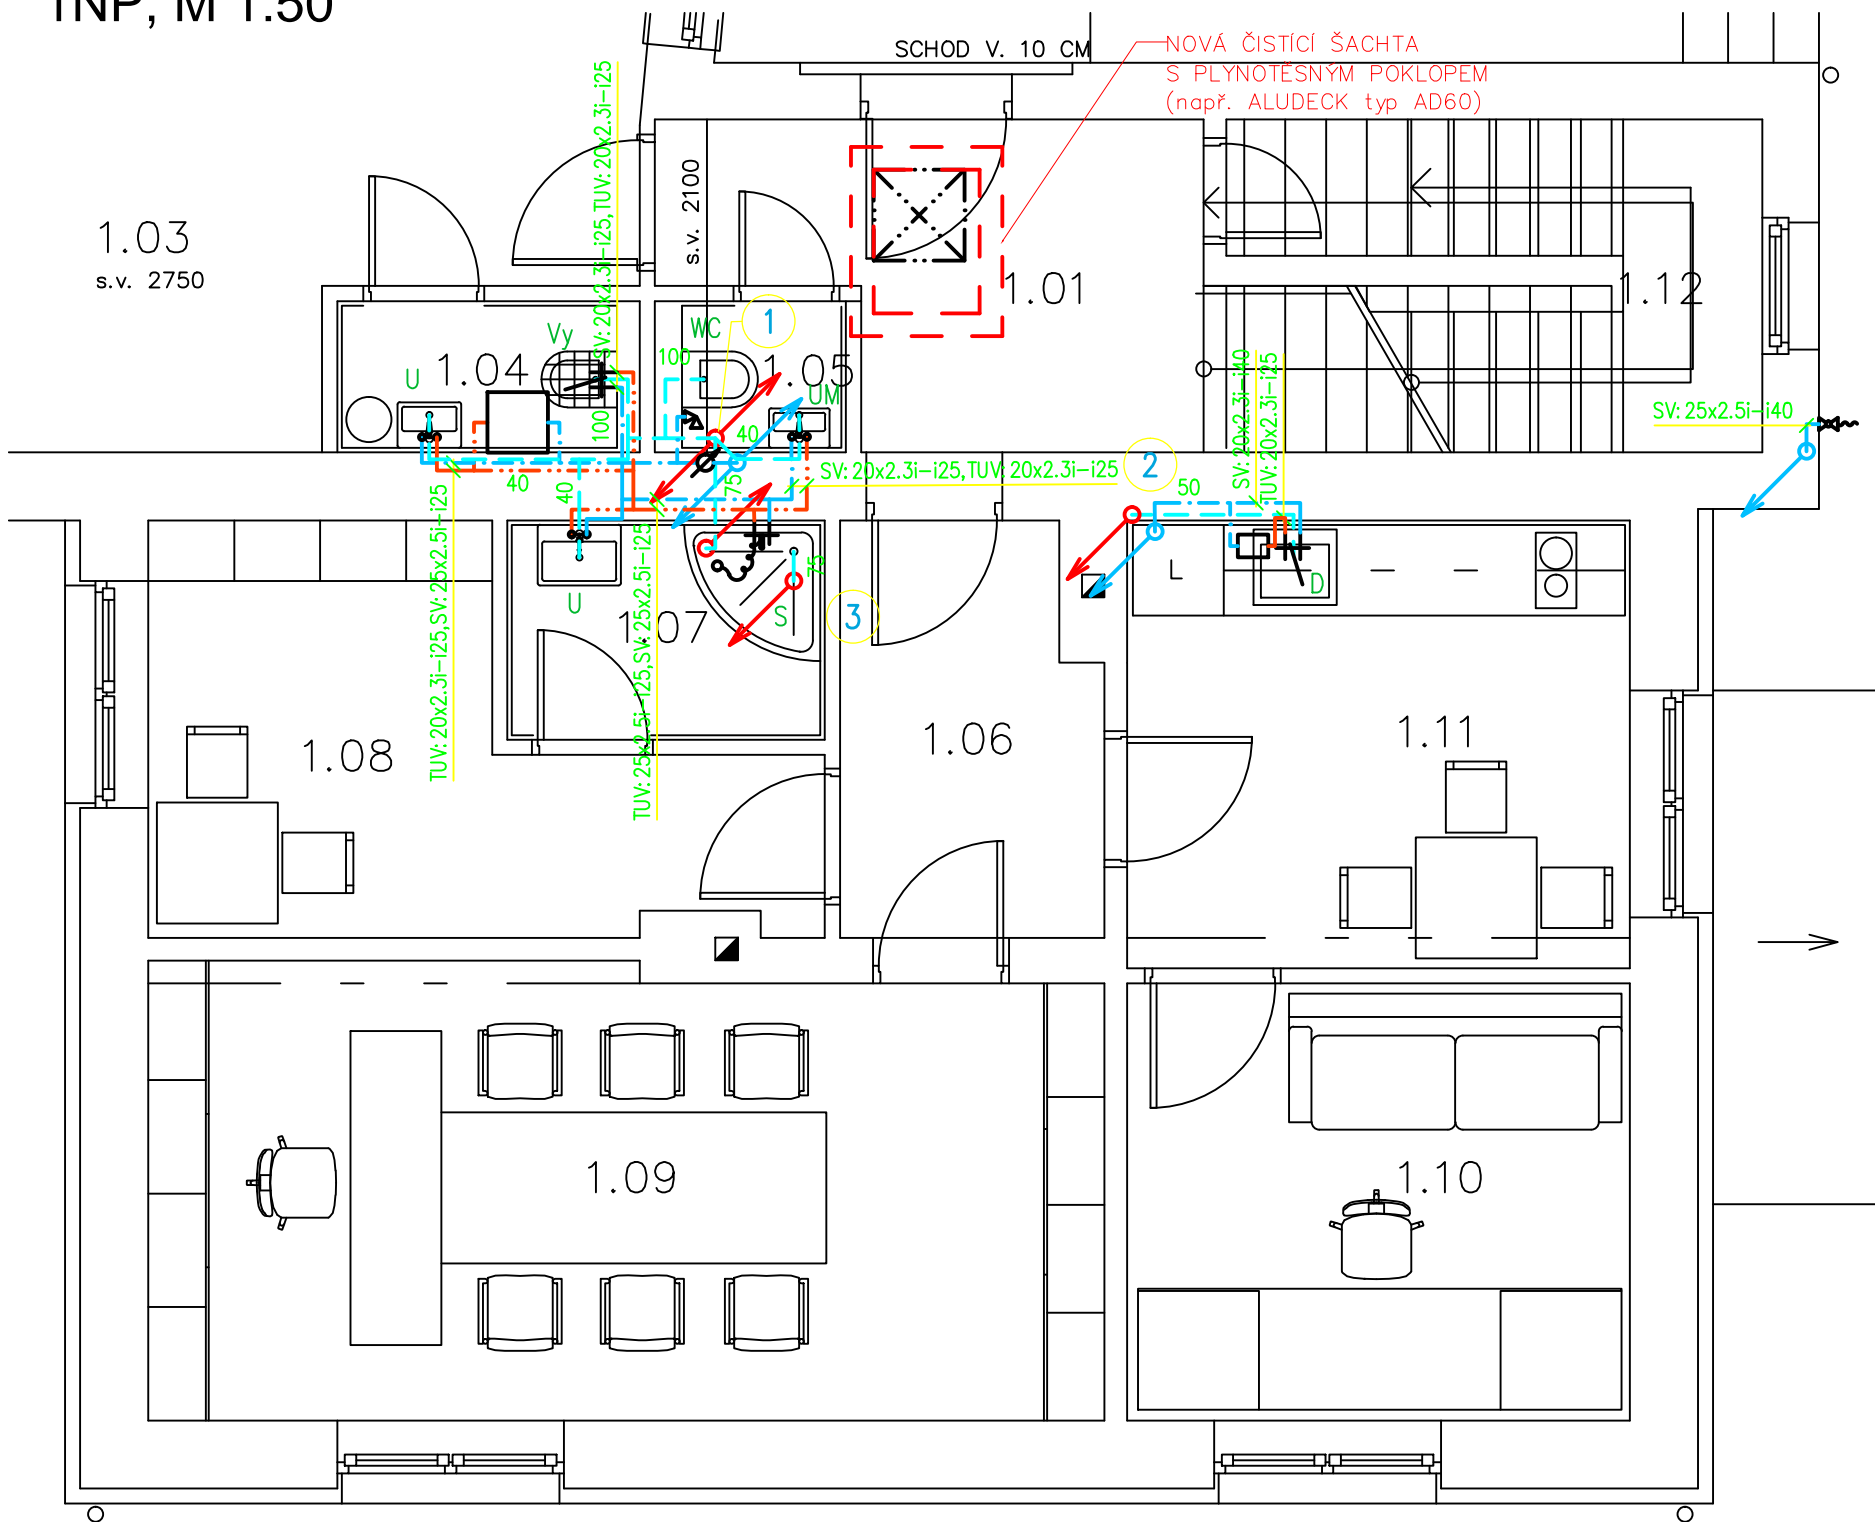 1NP, M 1:50
SCHOD V. 10 CM
NOVÁ ČISTÍCÍ ŠACHTA
S PLYNOTĚSNÝM POKLOPEM
(např. ALUDECK typ AD60)
SV: 20x2.3i-i25,TUV: 20x2.3i-i25
s.v. 2100
1.03
s.v. 2750
1.01
1.12
Vy
WC
1
100
1.04
1.05
U
UM
100
40
SV: 20x2.3i-i40
TUV: 20x2.3i-i25
SV: 25x2.5i-i40
2
SV: 20x2.3i-i25,TUV: 20x2.3i-i25
40
40
75
50
TUV: 20x2.3i-i25,SV: 25x2.5i-i25
TUV: 25x2.5i-i25,SV: 25x2.5i-i25
75
L
D
U
1.07
S
3
1.08
1.06
1.11
1.09
1.10